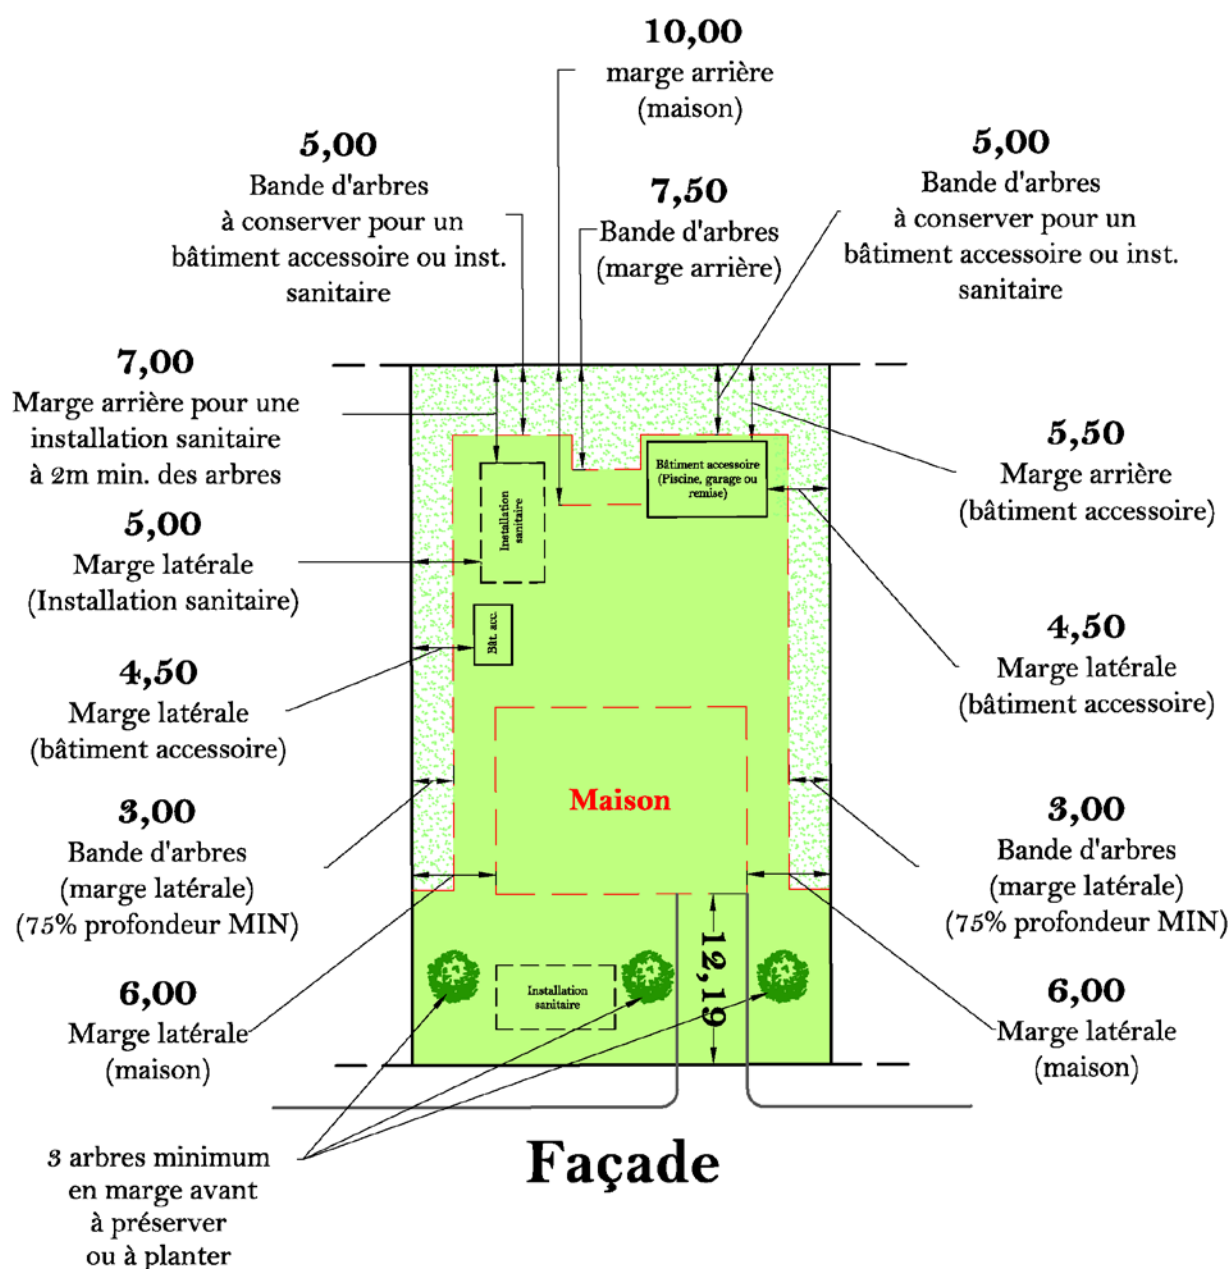 10,00
marge arrière
(maison)
5,00
Bande d'arbres
à conserver pour un
bâtiment accessoire ou inst.
sanitaire
7,50
Bande d'arbres
(marge arrière)
5,00
Bande d'arbres
à conserver pour un
bâtiment accessoire ou inst.
sanitaire
7,00
Marge arrière pour une
installation sanitaire
à 2m min. des arbres
5,00
Marge latérale
(Installation sanitaire)
4,50
Marge latérale
(bâtiment accessoire)
3,00
Bande d'arbres
(marge latérale)
(75% profondeur MIN)
6,00
Marge latérale
(maison)
3 arbres minimum
en marge avant
à préserver
ou à planter
Installation
sanitaire
Bât. acc.
Bâtiment accessoire
(Piscine, garage ou
remise)
Maison
Installation
sanitaire
12,19
5,50
Marge arrière
(bâtiment accessoire)
4,50
Marge latérale
(bâtiment accessoire)
3,00
Bande d'arbres
(marge latérale)
(75% profondeur MIN)
6,00
Marge latérale
(maison)
Façade